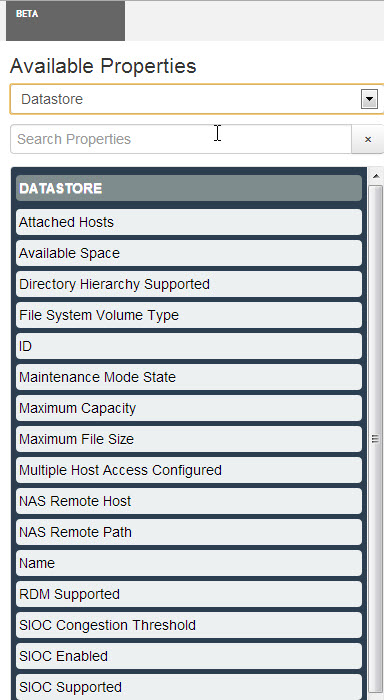 BETA
Available Properties
Datastore
Search Properties
×
DATASTORE
Attached Hosts
Available Space
Directory Hierarchy Supported
File System Volume Type
ID
Maintenance Mode State
Maximum Capacity
Maximum File Size
Multiple Host Access Configured
NAS Remote Host
NAS Remote Path
Name
RDM Supported
SIOC Congestion Threshold
SIOC Enabled
SIOC Supported